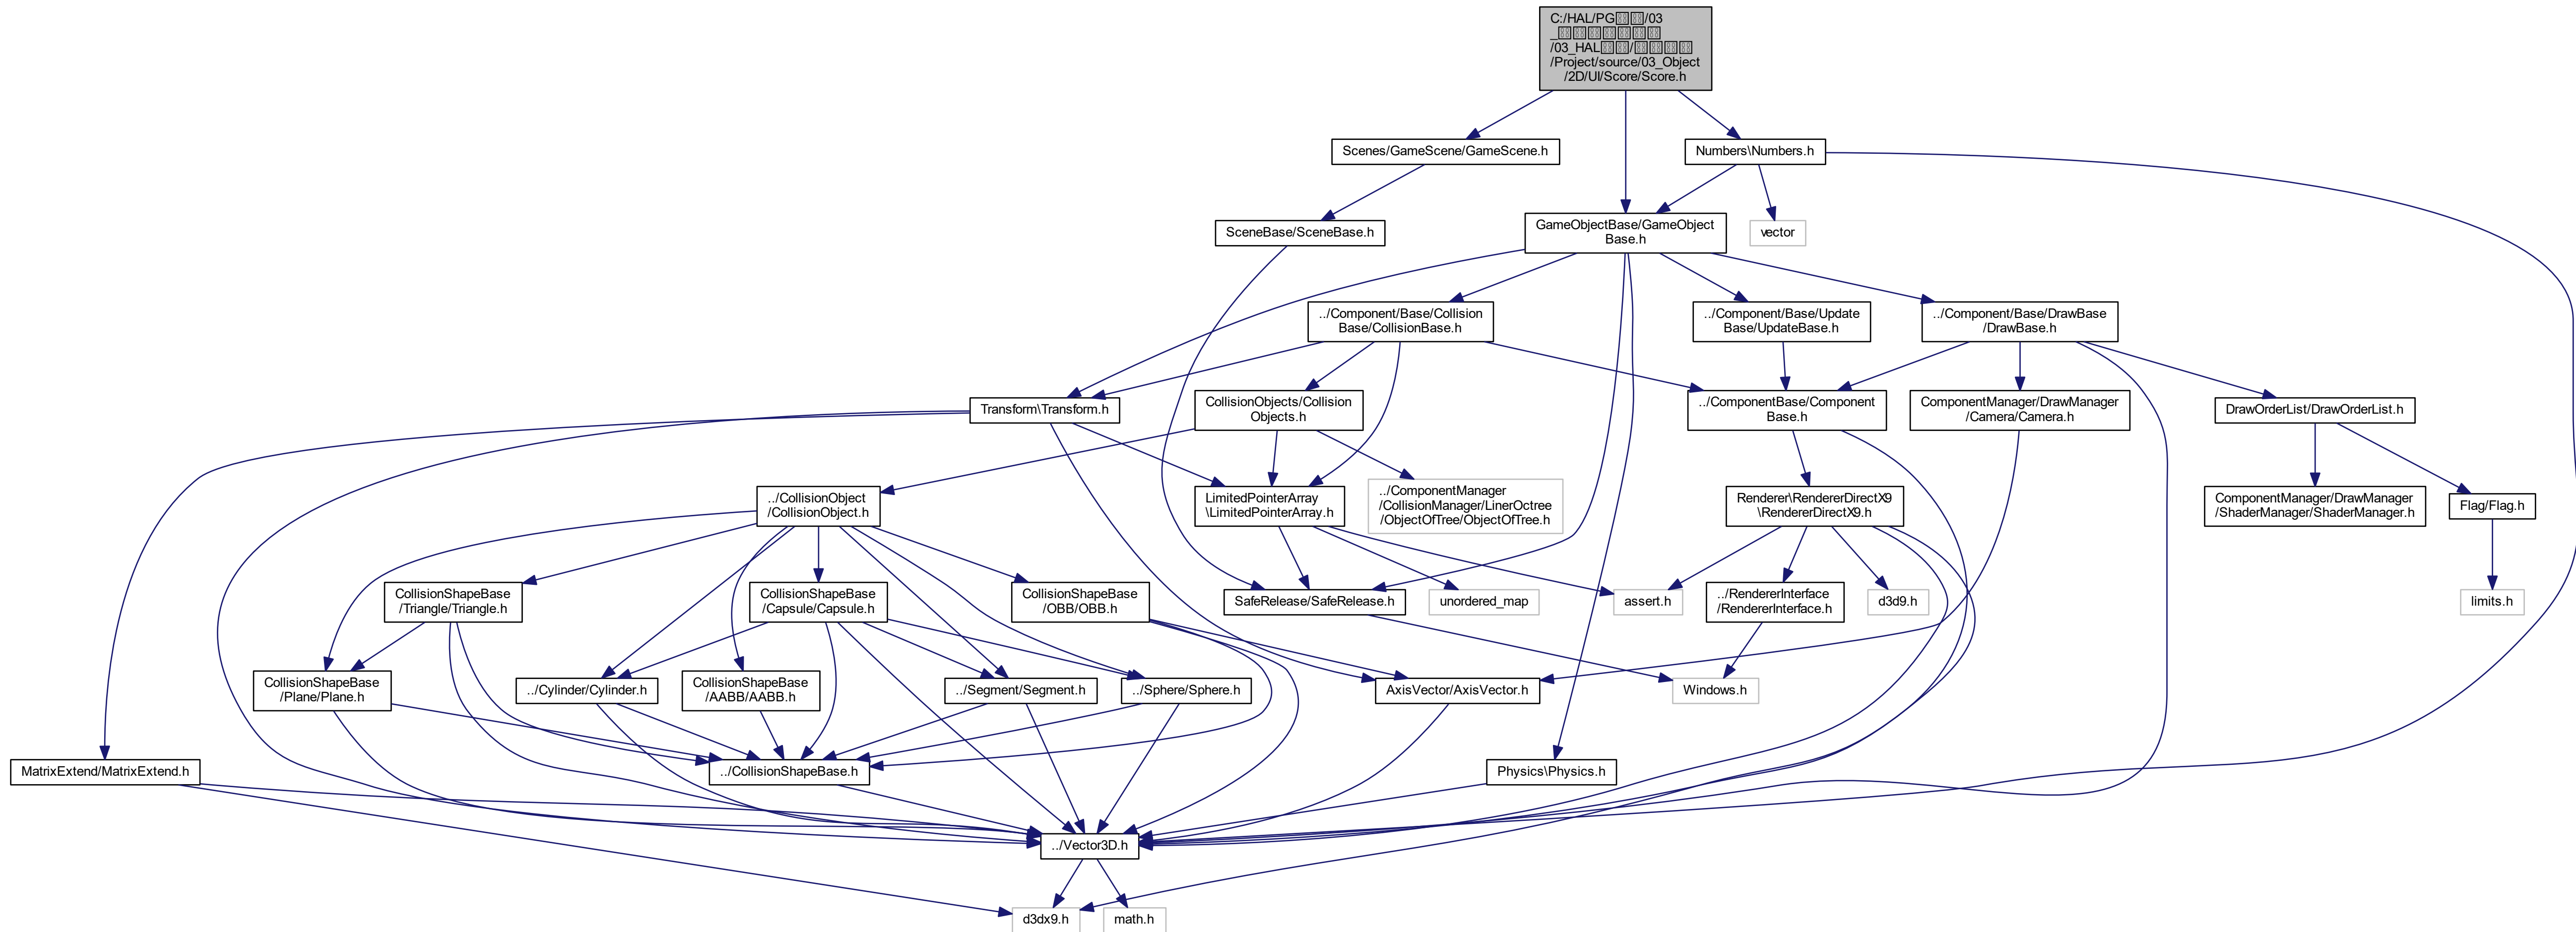 C:/HAL/PG/03
_
/03_HAL/
/Project/source/03_Object
/2D/UI/Score/Score.h
Scenes/GameScene/GameScene.h
Numbers\Numbers.h
SceneBase/SceneBase.h
GameObjectBase/GameObject
Base.h
vector
../Component/Base/Collision
Base/CollisionBase.h
../Component/Base/Update
Base/UpdateBase.h
../Component/Base/DrawBase
/DrawBase.h
Transform\Transform.h
CollisionObjects/Collision
Objects.h
../ComponentBase/Component
Base.h
ComponentManager/DrawManager
/Camera/Camera.h
DrawOrderList/DrawOrderList.h
../CollisionObject
/CollisionObject.h
LimitedPointerArray
\LimitedPointerArray.h
../ComponentManager
/CollisionManager/LinerOctree
/ObjectOfTree/ObjectOfTree.h
Renderer\RendererDirectX9
\RendererDirectX9.h
ComponentManager/DrawManager
/ShaderManager/ShaderManager.h
Flag/Flag.h
CollisionShapeBase
/Triangle/Triangle.h
CollisionShapeBase
/Capsule/Capsule.h
CollisionShapeBase
/OBB/OBB.h
SafeRelease/SafeRelease.h
unordered_map
assert.h
../RendererInterface
/RendererInterface.h
d3d9.h
limits.h
CollisionShapeBase
/Plane/Plane.h
../Cylinder/Cylinder.h
CollisionShapeBase
/AABB/AABB.h
../Segment/Segment.h
../Sphere/Sphere.h
AxisVector/AxisVector.h
Windows.h
MatrixExtend/MatrixExtend.h
../CollisionShapeBase.h
Physics\Physics.h
../Vector3D.h
d3dx9.h
math.h